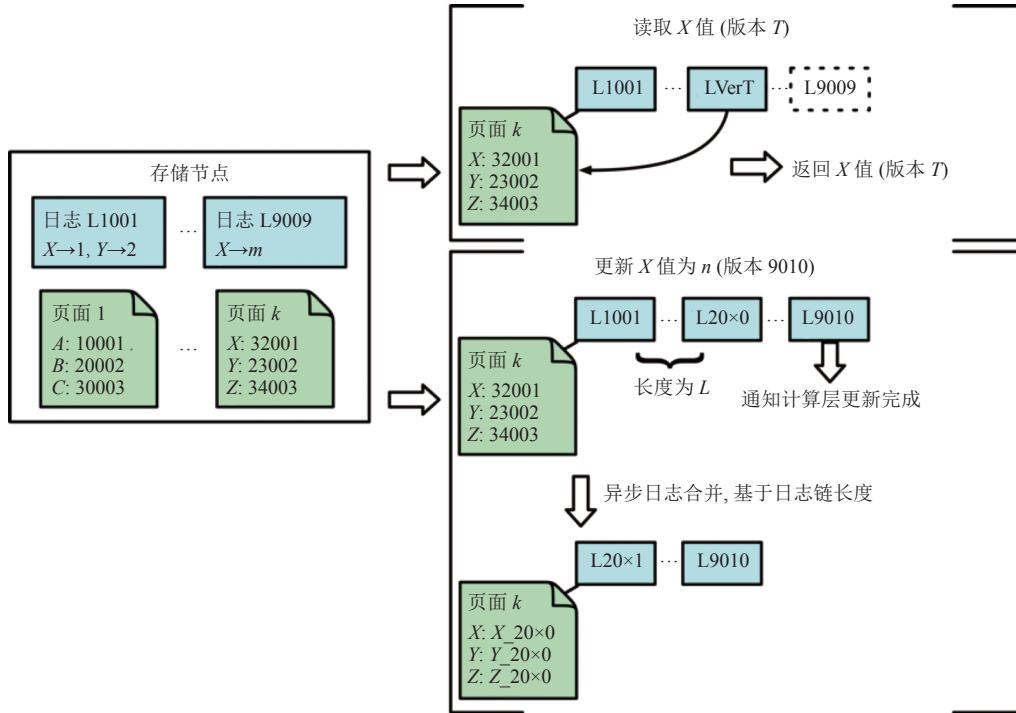 存储节点
日志 L1001
X→1, Y→2
...
日志 L9009
X→m
页面 1
A: 10001 .
B: 20002
C: 30003
...
页面 k
X: 32001
Y: 23002
Z: 34003
读取 X 值 (版本 T)
L1001 ... LVerT ... L9009
页面 k
X: 32001
Y: 23002
Z: 34003
返回 X 值 (版本 T)
更新 X 值为 n (版本 9010)
L1001 ... L20×0 ... L9010
页面 k
X: 32001
Y: 23002
Z: 34003
长度为 L
通知计算层更新完成
异步日志合并, 基于日志链长度
L20×1 ... L9010
页面 k
X: X_20×0
Y: Y_20×0
Z: Z_20×0